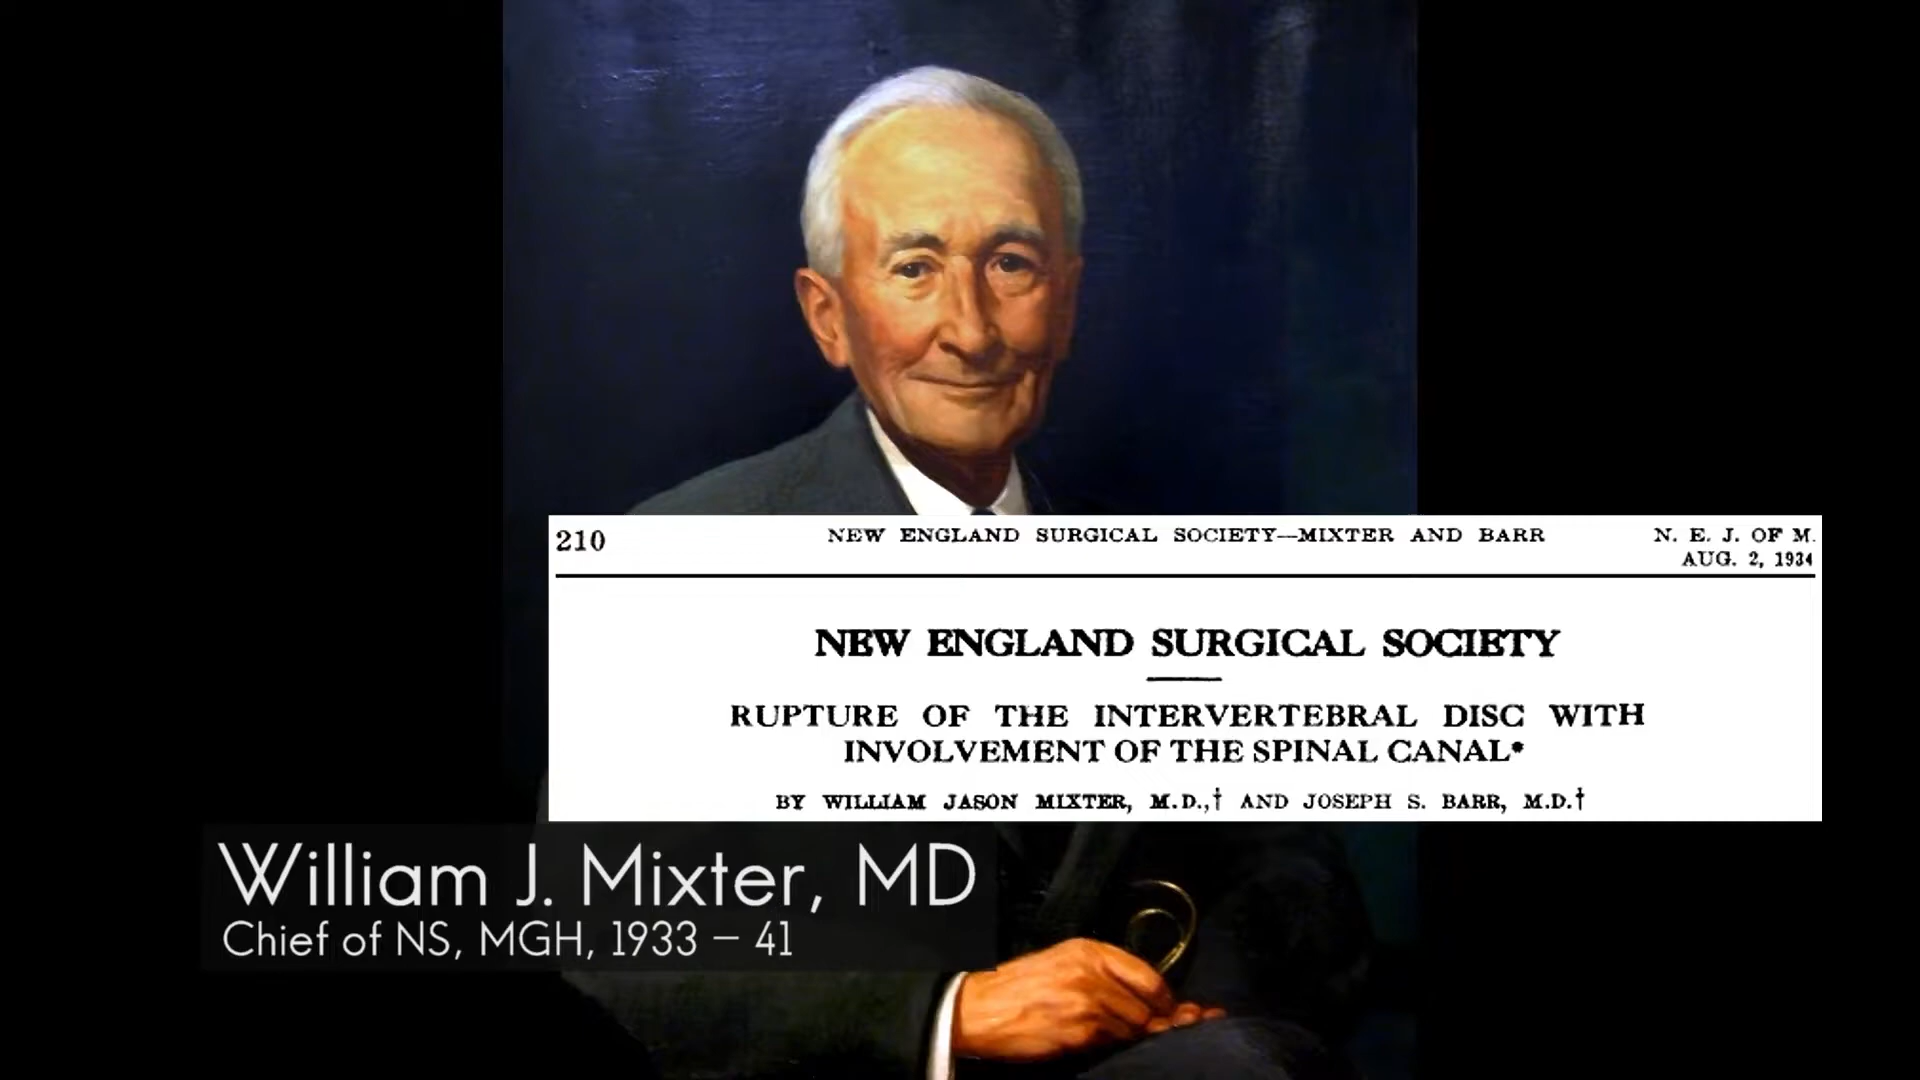 210 NEW ENGLAND SURGICAL SOCIETY—MIXTER AND BARR N. E. J. OF M.
AUG. 2, 1934
NEW ENGLAND SURGICAL SOCIETY
RUPTURE OF THE INTERVERTEBRAL DISC WITH
INVOLVEMENT OF THE SPINAL CANAL*
BY WILLIAM JASON MIXTER, M.D.,† AND JOSEPH S. BARR, M.D.†
William J. Mixter, MD
Chief of NS, MGH, 1933 – 41